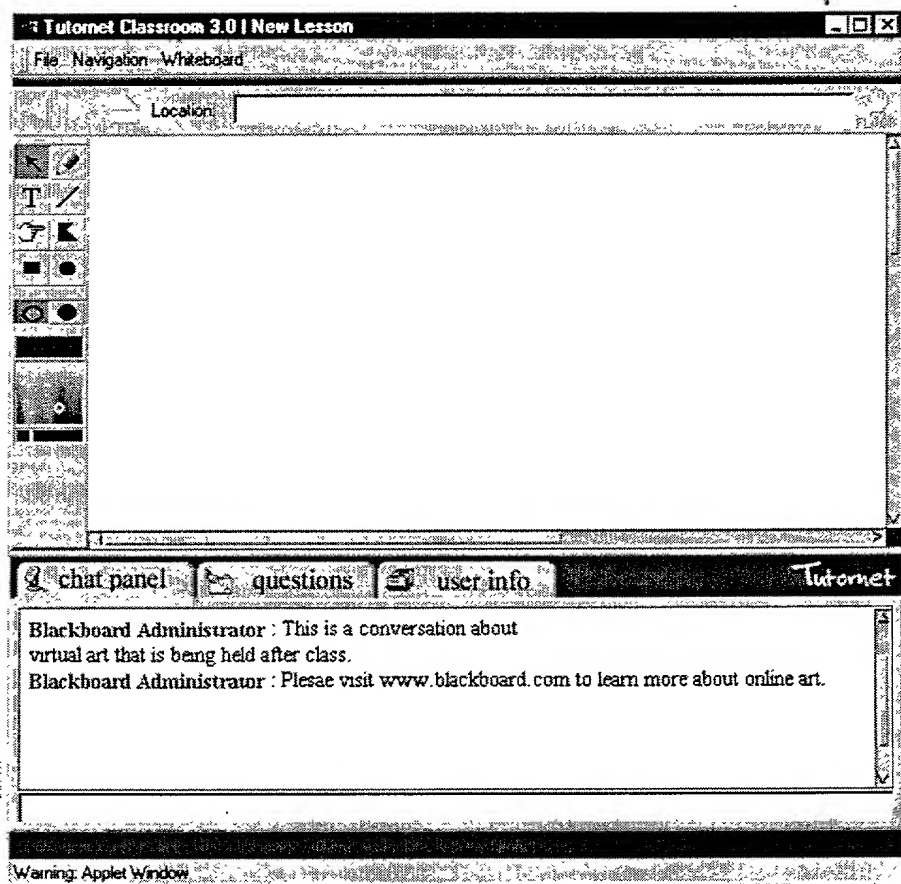 Tutornet Classroom 3.0 | New Lesson
File Navigation Whiteboard
Location:
T
chat panel questions user info Tutornet
Blackboard Administrator : This is a conversation about
virtual art that is being held after class.
Blackboard Administrator : Plesae visit www.blackboard.com to learn more about online art.
Warning: Applet Window